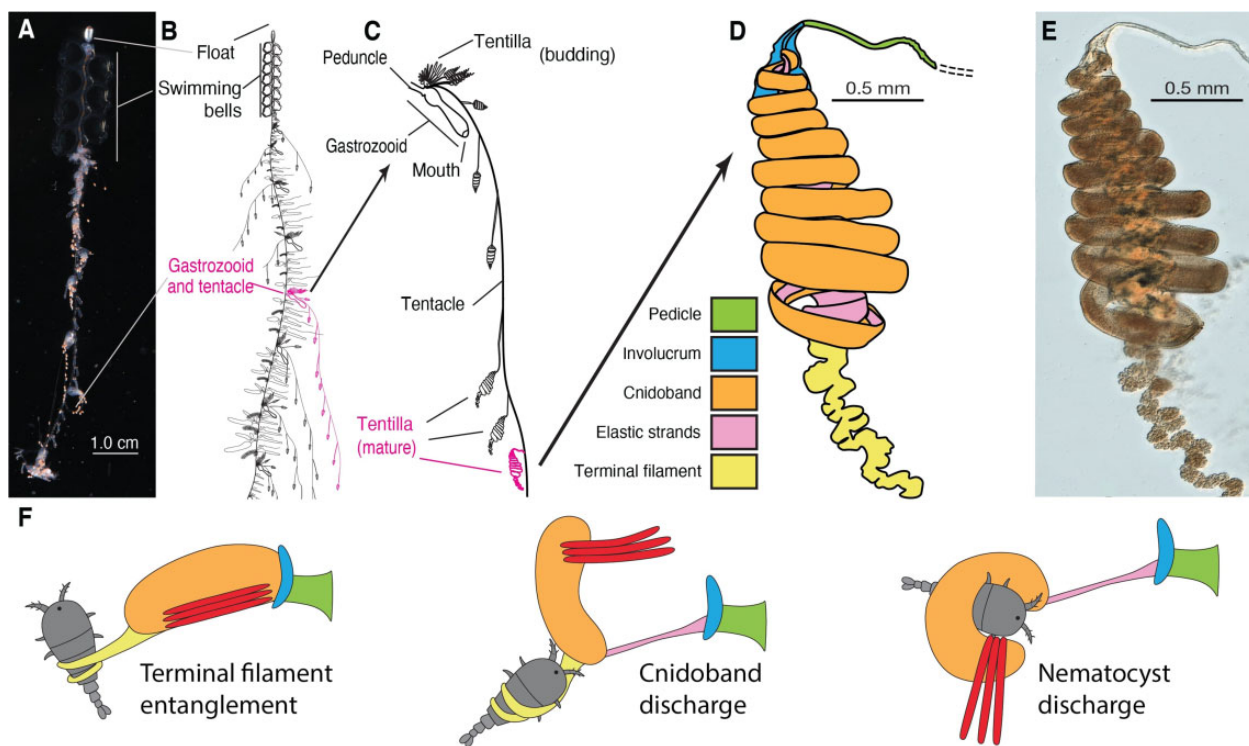 A
B
C
D
E
Float
Swimming
bells
Gastrozooid
and tentacle
1.0 cm
Tentilla
(budding)
Peduncle
Gastrozooid
Mouth
Tentacle
Tentilla
(mature)
0.5 mm
Pedicle
Involucrum
Cnidoband
Elastic strands
Terminal filament
0.5 mm
F
Terminal filament
entanglement
Cnidoband
discharge
Nematocyst
discharge